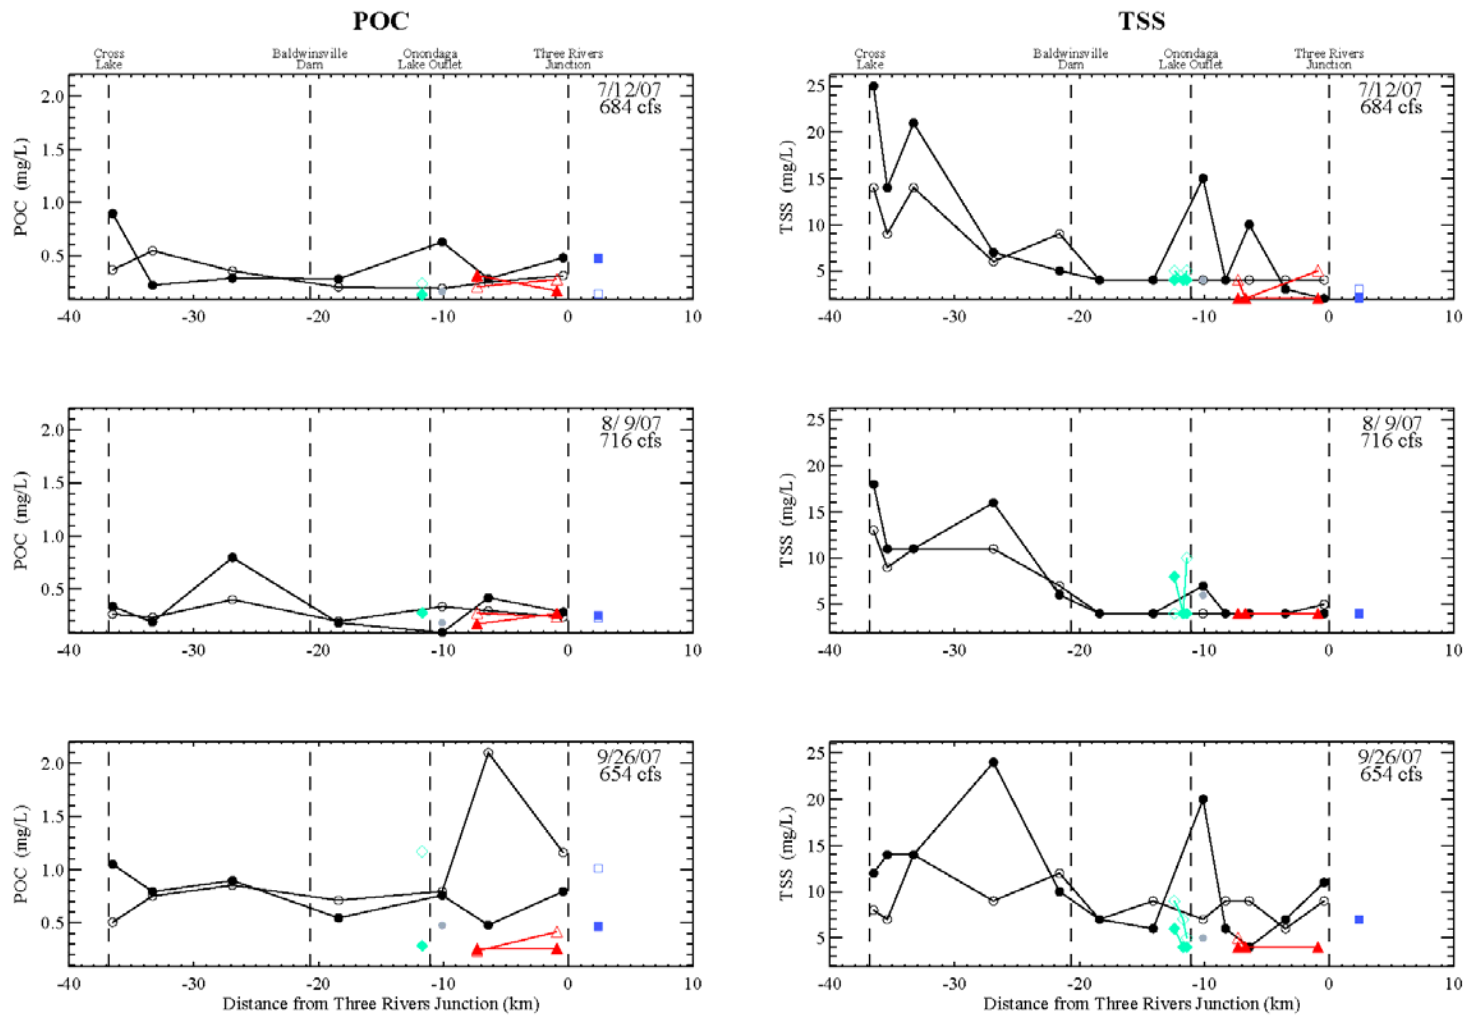 POC
TSS
Cross Lake
Baldwinsville Dam
Onondaga Lake Outlet
Three Rivers Junction
Cross Lake
Baldwinsville Dam
Onondaga Lake Outlet
Three Rivers Junction
7/12/07
684 cfs
POC (mg/L)
2.0
1.5
1.0
0.5
-40 -30 -20 -10 0 10
7/12/07
684 cfs
TSS (mg/L)
25
20
15
10
5
-40 -30 -20 -10 0 10
8/ 9/07
716 cfs
POC (mg/L)
2.0
1.5
1.0
0.5
-40 -30 -20 -10 0 10
8/ 9/07
716 cfs
TSS (mg/L)
25
20
15
10
5
-40 -30 -20 -10 0 10
9/26/07
654 cfs
POC (mg/L)
2.0
1.5
1.0
0.5
-40 -30 -20 -10 0 10
Distance from Three Rivers Junction (km)
9/26/07
654 cfs
TSS (mg/L)
25
20
15
10
5
-40 -30 -20 -10 0 10
Distance from Three Rivers Junction (km)